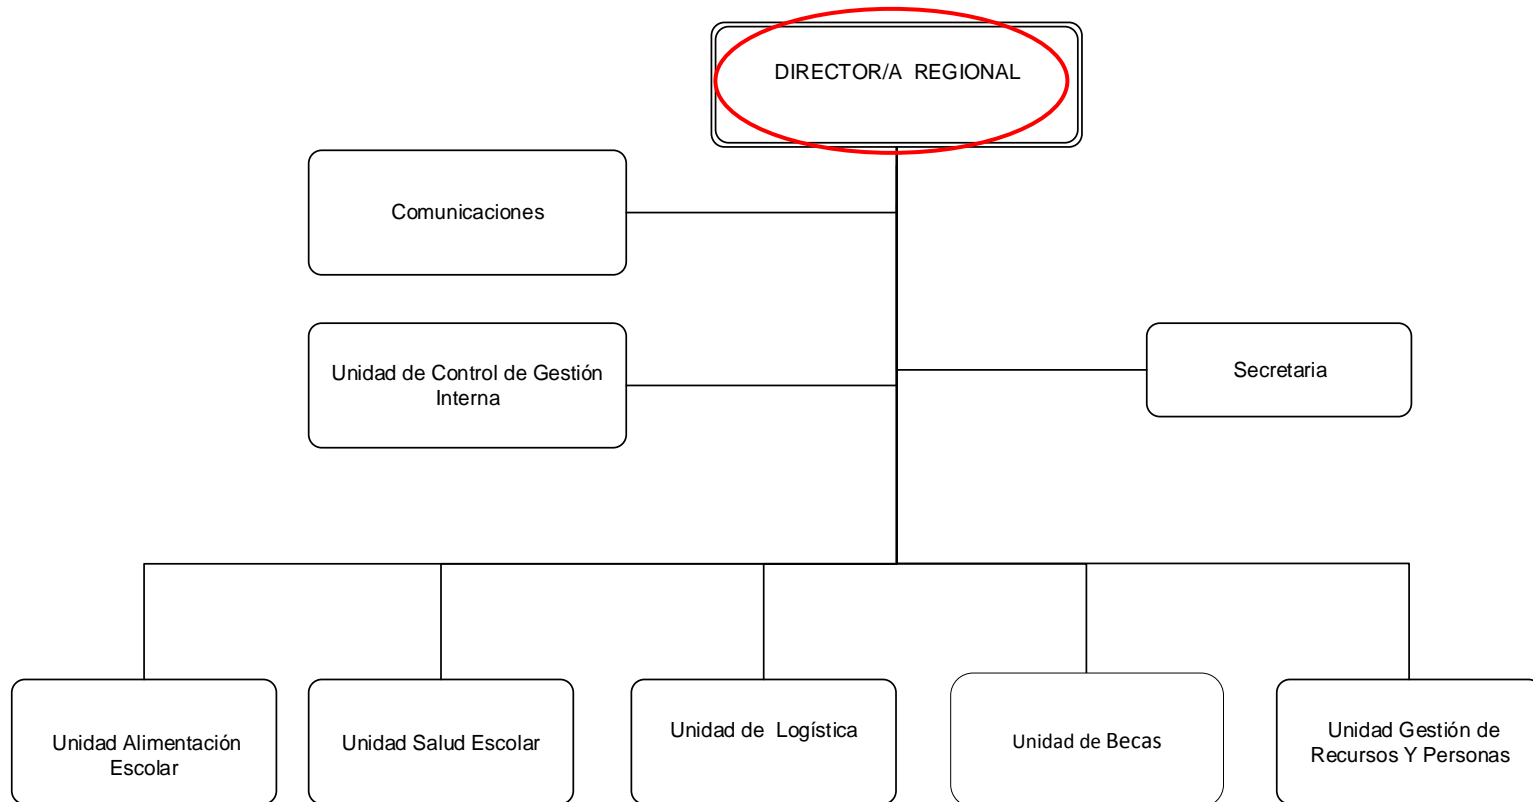 DIRECTOR/A REGIONAL
Comunicaciones
Unidad de Control de Gestión
Interna
Secretaria
Unidad Alimentación
Escolar
Unidad Salud Escolar
Unidad de Logística
Unidad de Becas
Unidad Gestión de
Recursos Y Personas